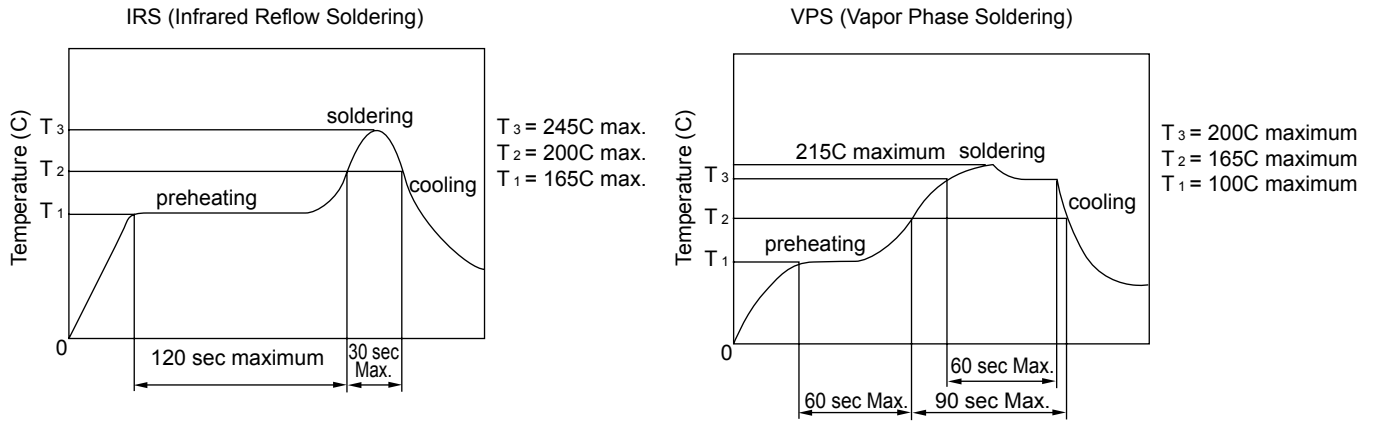 IRS (Infrared Reflow Soldering)
Temperature (C)
T 3
T 2
T 1
0
soldering
preheating
cooling
120 sec maximum
30 sec
Max.
T 3 = 245C max.
T 2 = 200C max.
T 1 = 165C max.
VPS (Vapor Phase Soldering)
Temperature (C)
215C maximum
soldering
T 3
T 2
T 1
0
preheating
cooling
60 sec Max.
60 sec Max.
90 sec Max.
T 3 = 200C maximum
T 2 = 165C maximum
T 1 = 100C maximum